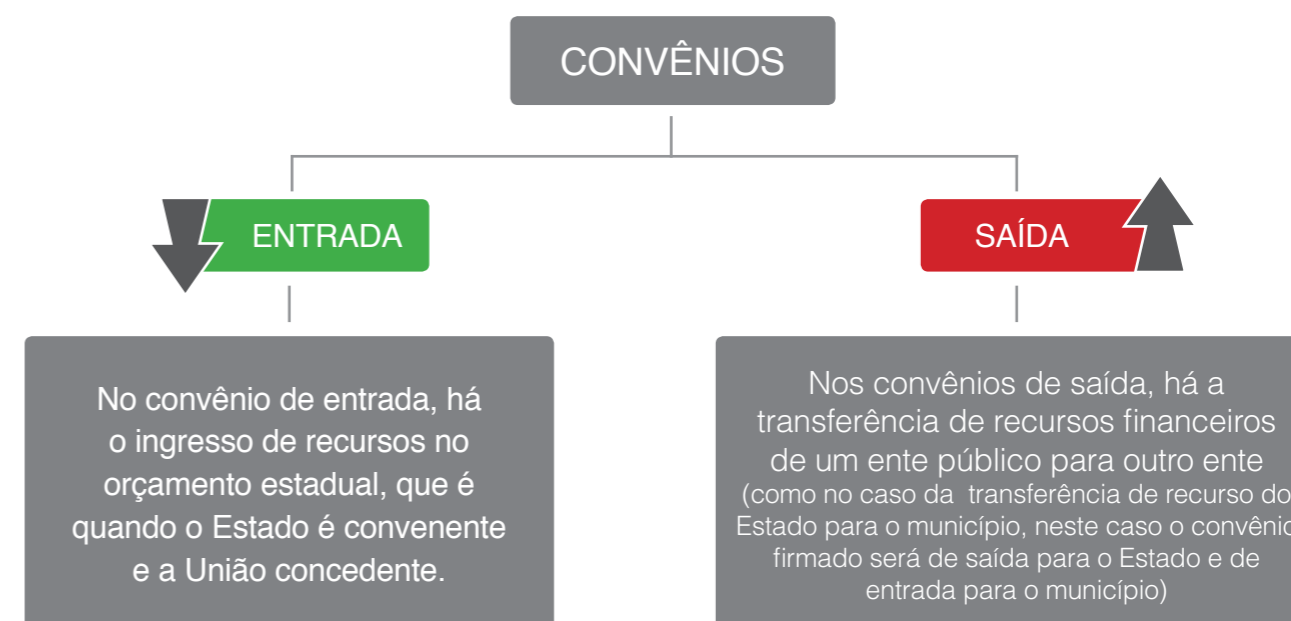 CONVÊNIOS
ENTRADA
SAÍDA
No convênio de entrada, há
o ingresso de recursos no
orçamento estadual, que é
quando o Estado é convenente
e a União concedente.
Nos convênios de saída, há a
transferência de recursos financeiros
de um ente público para outro ente
(como no caso da transferência de recurso do
Estado para o município, neste caso o convênio
firmado será de saída para o Estado e de
entrada para o município)